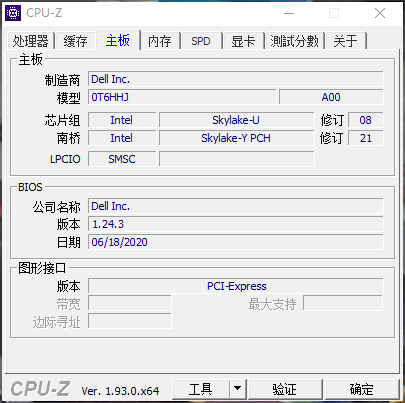 CPU-Z
处理器 缓存 主板 内存 SPD 显卡 測試分數 关于
主板
制造商 Dell Inc.
模型 0T6HHJ A00
芯片组 Intel Skylake-U 修订 08
南桥 Intel Skylake-Y PCH 修订 21
LPCIO SMSC
BIOS
公司名称 Dell Inc.
版本 1.24.3
日期 06/18/2020
图形接口
版本 PCI-Express
带宽 最大支持
边际寻址
CPU-Z Ver. 1.93.0.x64 工具 验证 确定